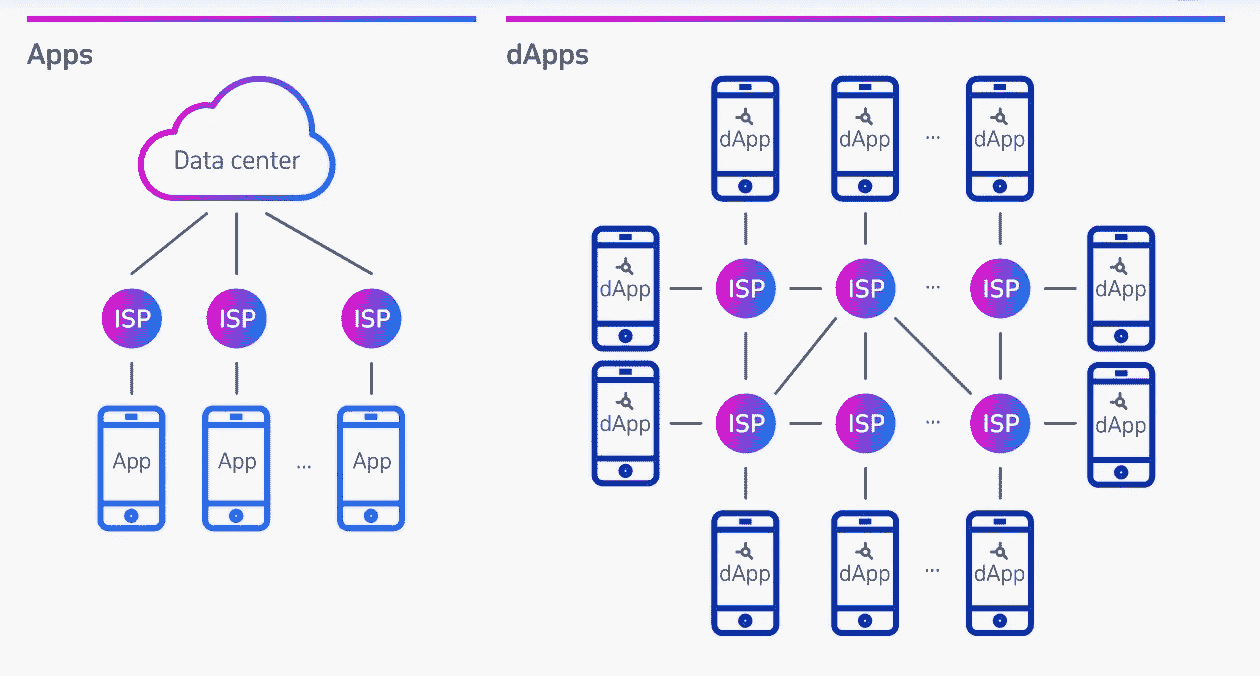 Apps
Data center
ISP ISP ISP
App App ... App
dApps
dApp dApp ... dApp
dApp ISP ISP ... ISP dApp
dApp ISP ISP ... ISP dApp
dApp dApp ... dApp